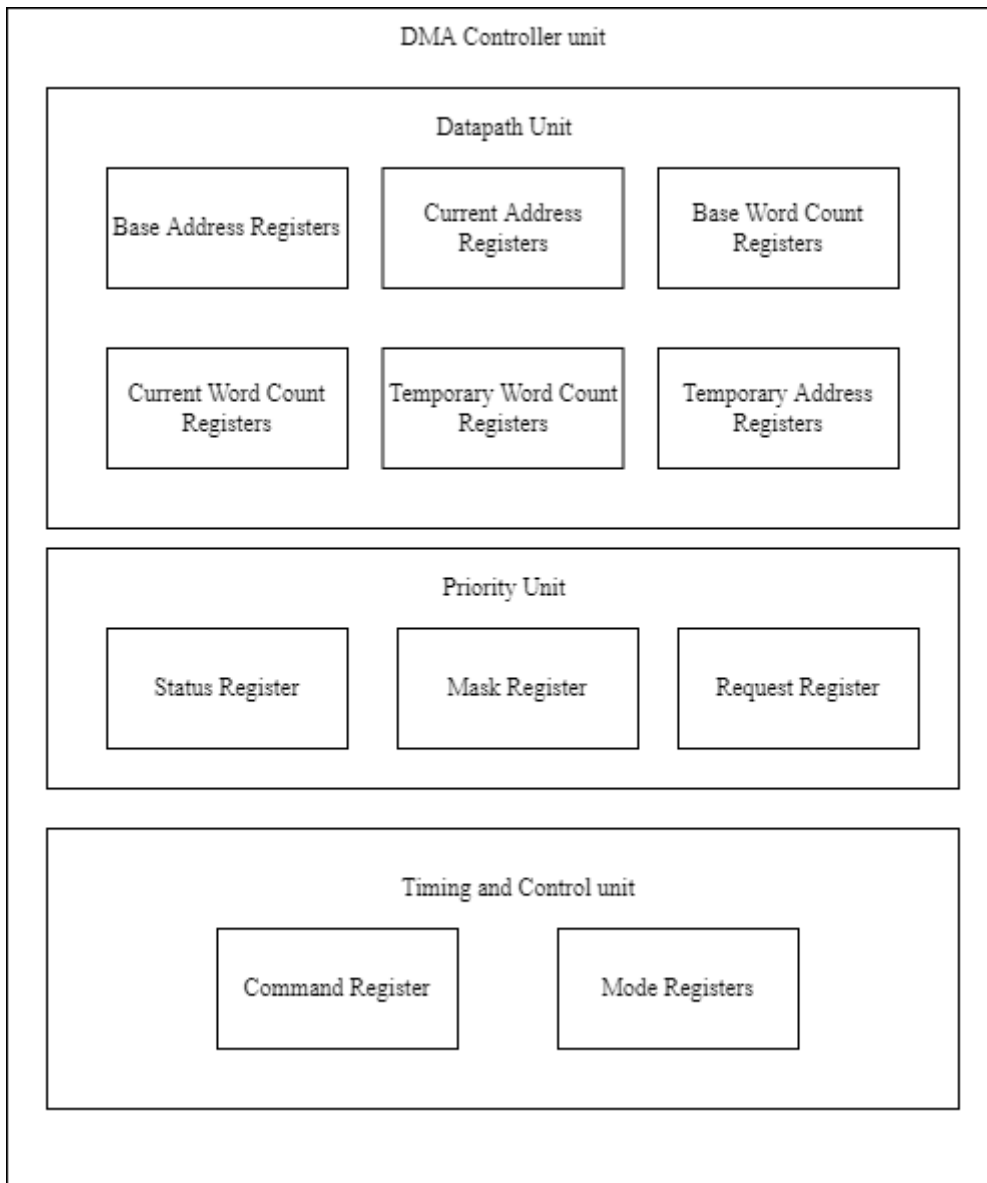 DMA Controller unit
Datapath Unit
Base Address Registers
Current Address
Registers
Base Word Count
Registers
Current Word Count
Registers
Temporary Word Count
Registers
Temporary Address
Registers
Priority Unit
Status Register
Mask Register
Request Register
Timing and Control unit
Command Register
Mode Registers